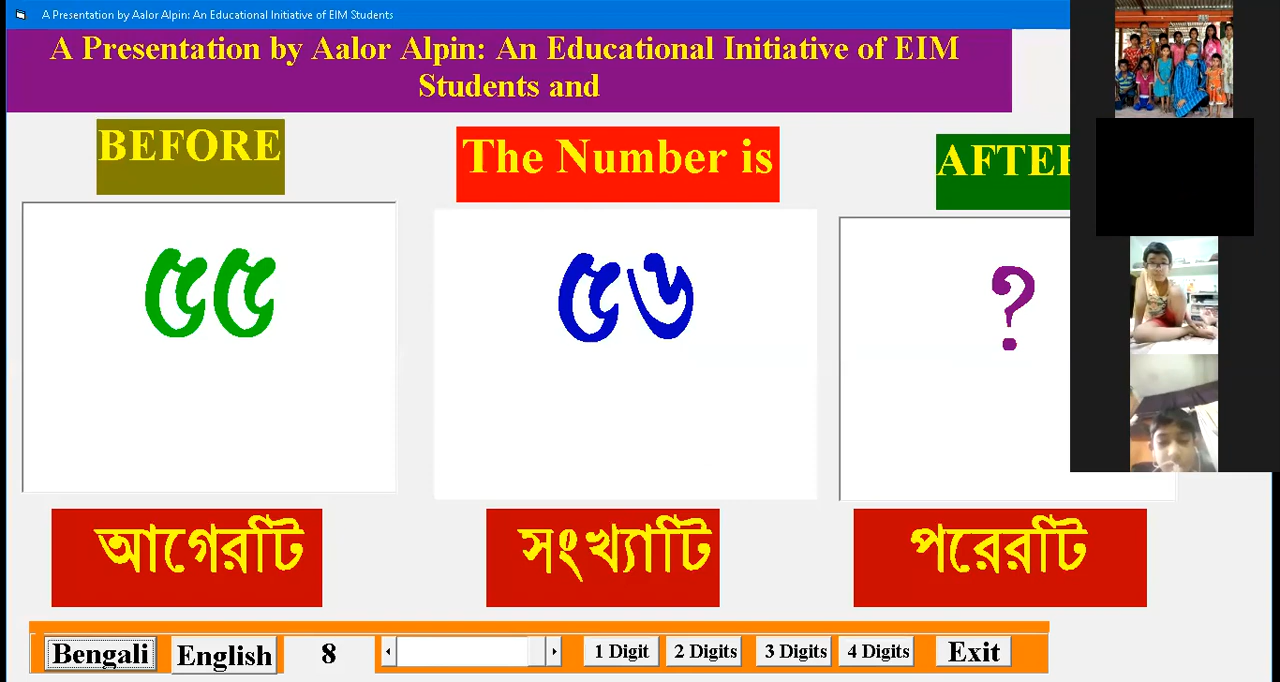 A Presentation by Aalor Alpin: An Educational Initiative of EIM Students
A Presentation by Aalor Alpin: An Educational Initiative of EIM
Students and
BEFORE
The Number is
AFTER
৫৫
৫৬
?
আগেরটি
সংখ্যাটি
পরেরটি
Bengali
English
8
1 Digit
2 Digits
3 Digits
4 Digits
Exit